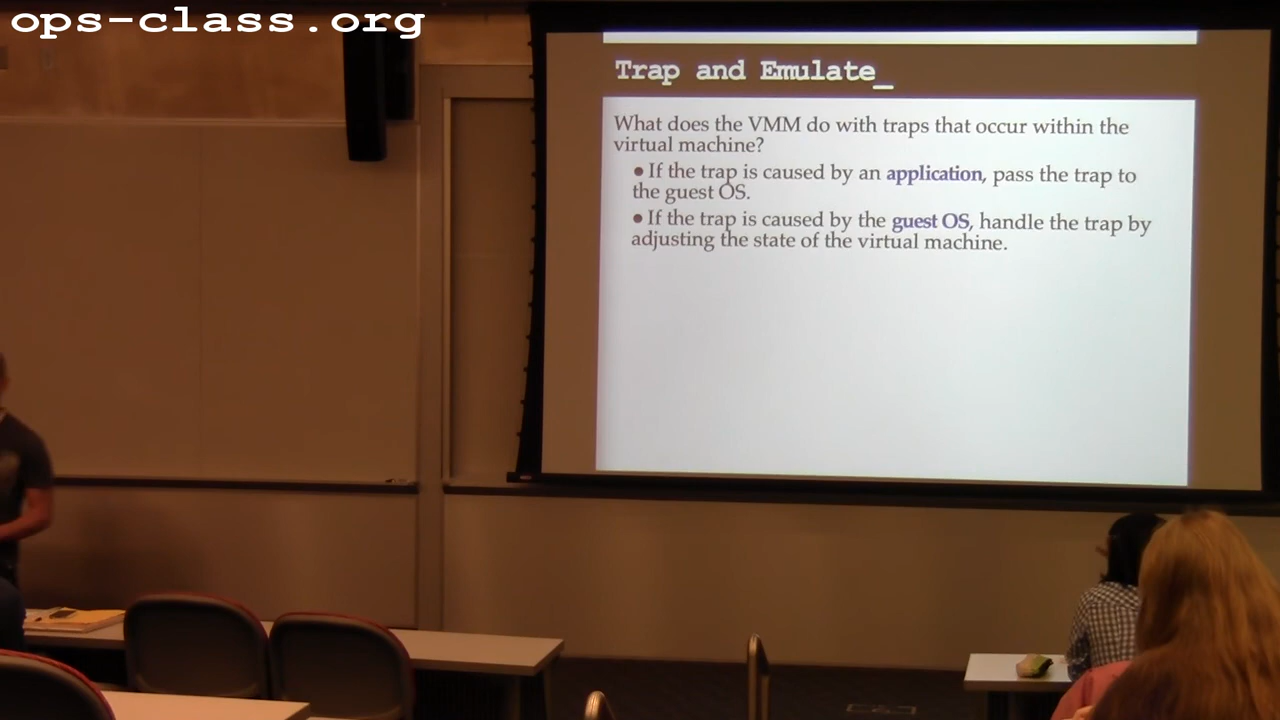 ops-class.org
Trap and Emulate_
What does the VMM do with traps that occur within the
virtual machine?
● If the trap is caused by an application, pass the trap to
the guest OS.
● If the trap is caused by the guest OS, handle the trap by
adjusting the state of the virtual machine.